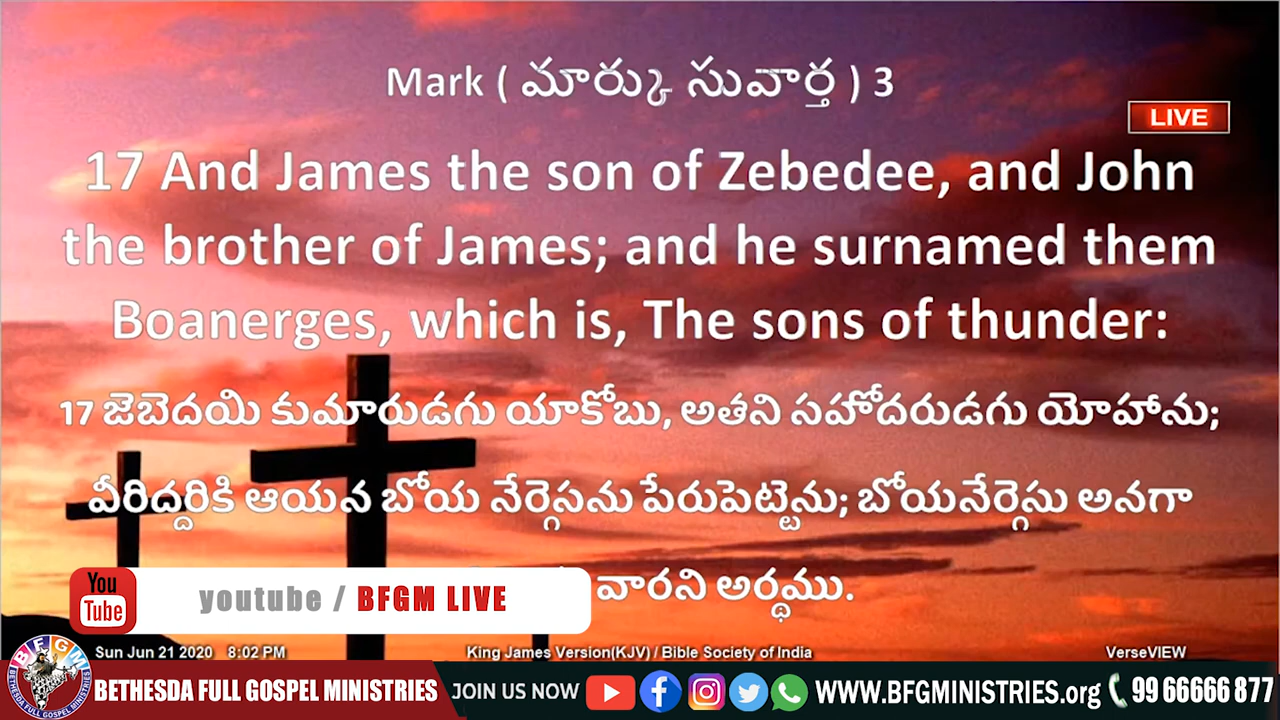 Mark ( మార్కు సువార్త ) 3
LIVE
17 And James the son of Zebedee, and John
the brother of James; and he surnamed them
Boanerges, which is, The sons of thunder:
17 జెబెదయి కుమారుడగు యాకోబు, అతని సహోదరుడగు యోహాను;
వీరిద్దరికి ఆయన బోయ నేర్గెసను పేరుపెట్టెను; బోయనేర్గెసు అనగా
వారని అర్థము.
You Tube
youtube / BFGM LIVE
Sun Jun 21 2020 8:02 PM King James Version(KJV) / Bible Society of India VerseVIEW
BFGM
BETHESDA FULL GOSPEL MINISTRIES
BETHESDA FULL GOSPEL MINISTRIES JOIN US NOW WWW.BFGMINISTRIES.org 99 66666 877